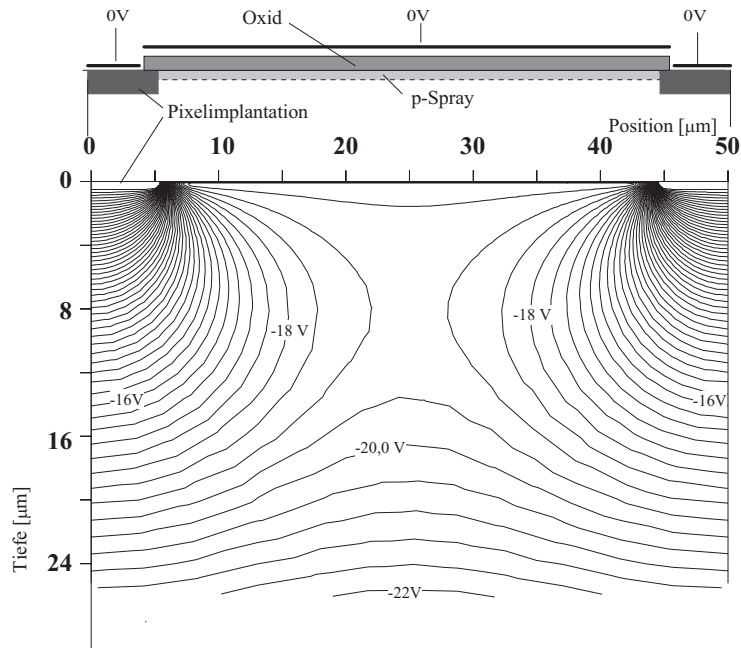 0V
0V
0V
Oxid
p-Spray
Pixelimplantation
Position [µm]
0
10
20
30
40
50
0
8
16
24
Tiefe [µm]
-18 V
-18 V
-16V
-16V
-20,0 V
-22V